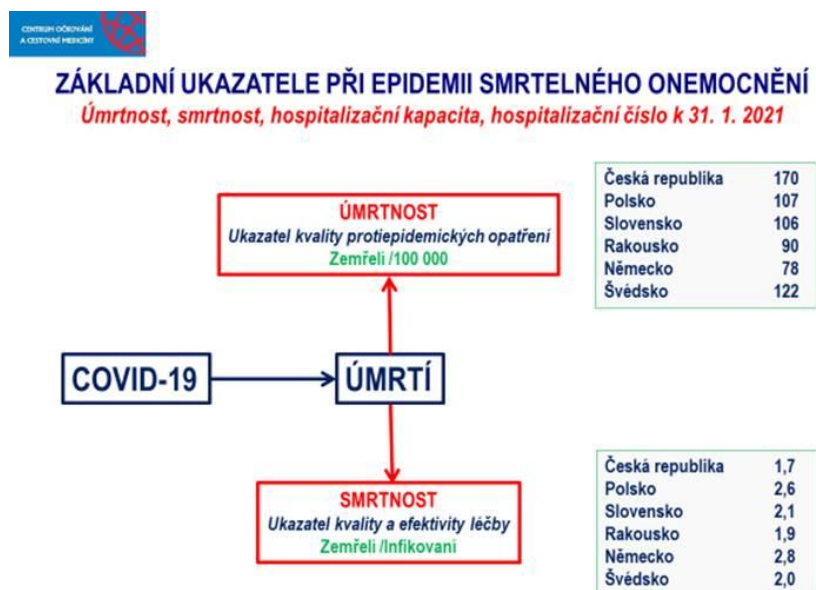 CENTRUM OČKOVÁNÍ
A CESTOVNÍ MEDICÍNY
ZÁKLADNÍ UKAZATELE PŘI EPIDEMII SMRTELNÉHO ONEMOCNĚNÍ
Úmrtnost, smrtnost, hospitalizační kapacita, hospitalizační číslo k 31. 1. 2021
ÚMRTNOST
Ukazatel kvality protiepidemických opatření
Zemřelí /100 000
Česká republika 170
Polsko 107
Slovensko 106
Rakousko 90
Německo 78
Švédsko 122
COVID-19
ÚMRTÍ
SMRTNOST
Ukazatel kvality a efektivity léčby
Zemřelí /Infikovaní
Česká republika 1,7
Polsko 2,6
Slovensko 2,1
Rakousko 1,9
Německo 2,8
Švédsko 2,0